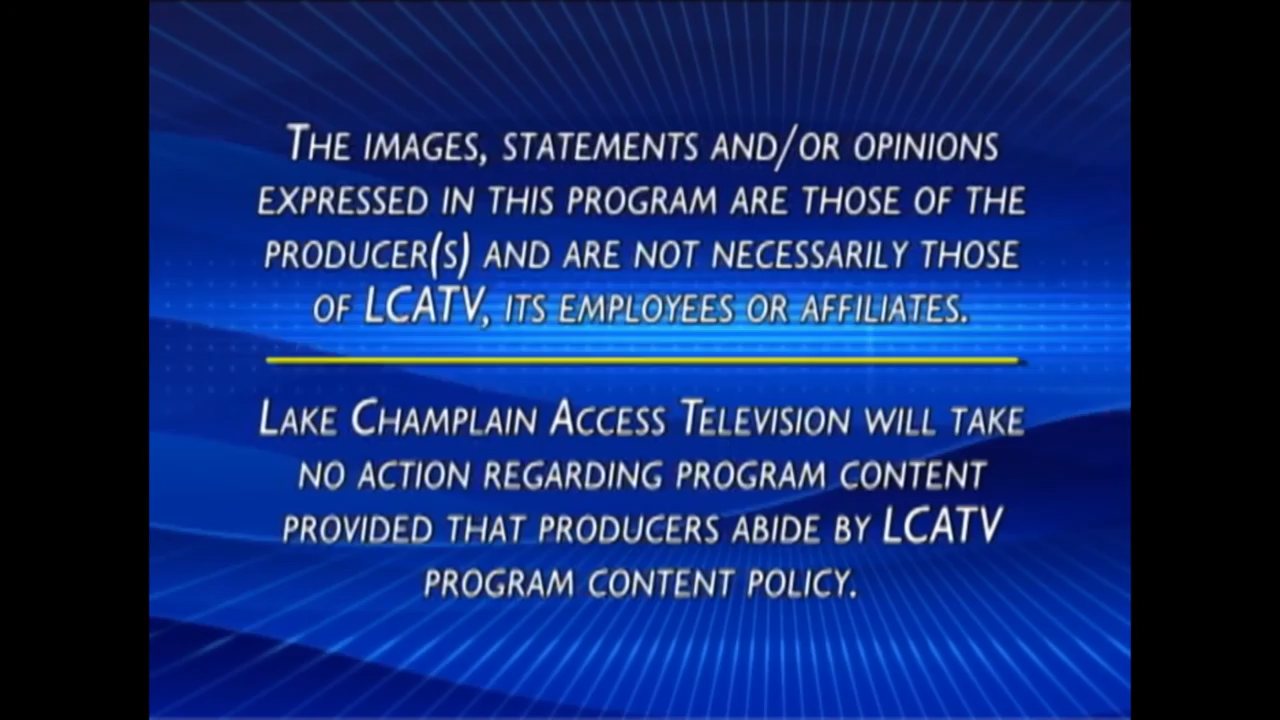 THE IMAGES, STATEMENTS AND/OR OPINIONS
EXPRESSED IN THIS PROGRAM ARE THOSE OF THE
PRODUCER(S) AND ARE NOT NECESSARILY THOSE
OF LCATV, ITS EMPLOYEES OR AFFILIATES.
LAKE CHAMPLAIN ACCESS TELEVISION WILL TAKE
NO ACTION REGARDING PROGRAM CONTENT
PROVIDED THAT PRODUCERS ABIDE BY LCATV
PROGRAM CONTENT POLICY.